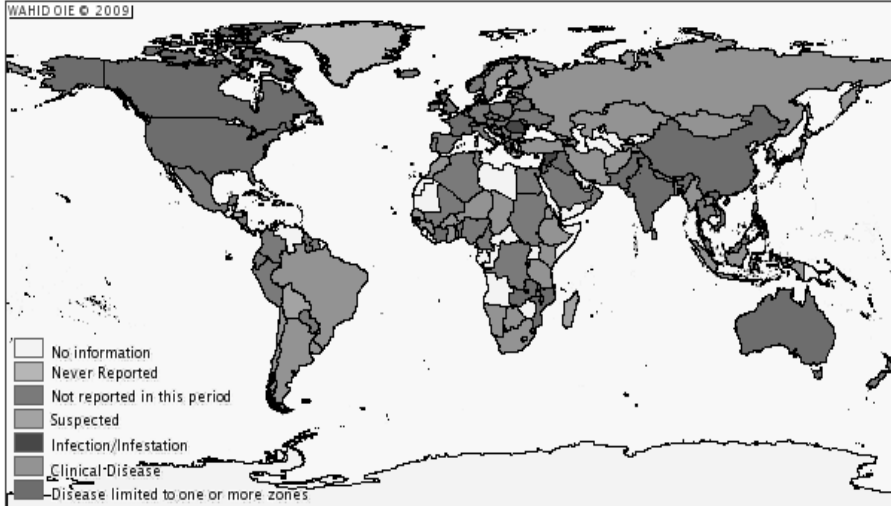 WAHID OIE © 2009
No information
Never Reported
Not reported in this period
Suspected
Infection/Infestation
Clinical Disease
Disease limited to one or more zones